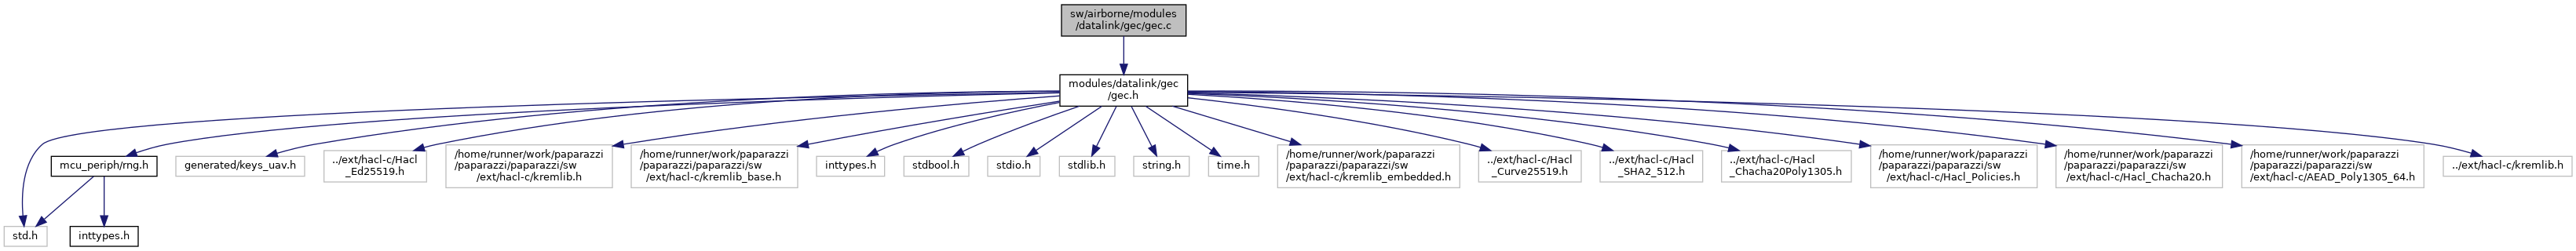 sw/airborne/modules
/datalink/gec/gec.c
modules/datalink/gec
/gec.h
mcu_periph/rng.h
generated/keys_uav.h
../ext/hacl-c/Hacl
_Ed25519.h
/home/runner/work/paparazzi
/paparazzi/paparazzi/sw
/ext/hacl-c/kremlib.h
/home/runner/work/paparazzi
/paparazzi/paparazzi/sw
/ext/hacl-c/kremlib_base.h
inttypes.h
stdbool.h
stdio.h
stdlib.h
string.h
time.h
/home/runner/work/paparazzi
/paparazzi/paparazzi/sw
/ext/hacl-c/kremlib_embedded.h
../ext/hacl-c/Hacl
_Curve25519.h
../ext/hacl-c/Hacl
_SHA2_512.h
../ext/hacl-c/Hacl
_Chacha20Poly1305.h
/home/runner/work/paparazzi
/paparazzi/paparazzi/sw
/ext/hacl-c/Hacl_Policies.h
/home/runner/work/paparazzi
/paparazzi/paparazzi/sw
/ext/hacl-c/Hacl_Chacha20.h
/home/runner/work/paparazzi
/paparazzi/paparazzi/sw
/ext/hacl-c/AEAD_Poly1305_64.h
../ext/hacl-c/kremlib.h
std.h
inttypes.h